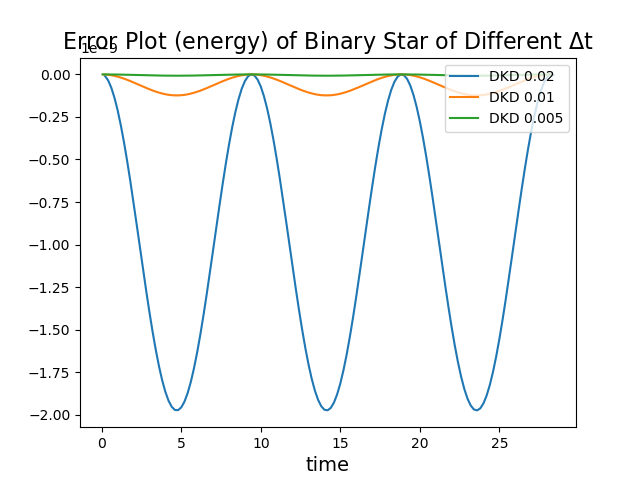 Error Plot (energy) of Binary Star of Different Δt
1e−9
0.00
−0.25
−0.50
−0.75
−1.00
−1.25
−1.50
−1.75
−2.00
DKD 0.02
DKD 0.01
DKD 0.005
0 5 10 15 20 25
time